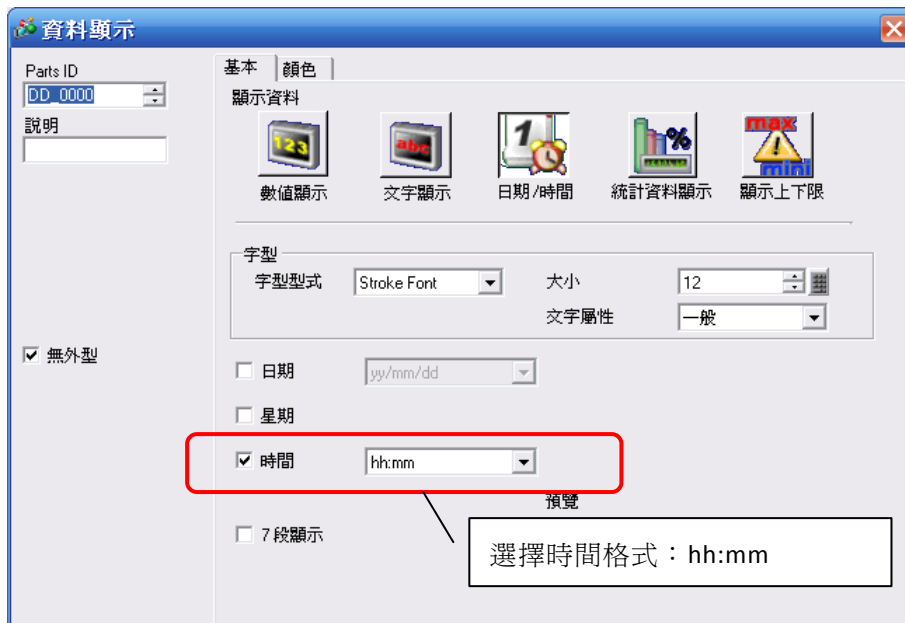 資料顯示
Parts ID
DD_0000
說明
無外型
基本
顏色
顯示資料
123
abc
1
%
max
mini
數值顯示
文字顯示
日期/時間
統計資料顯示
顯示上下限
字型
字型型式
Stroke Font
大小
12
文字屬性
一般
日期
yy/mm/dd
星期
時間
hh:mm
預覽
7段顯示
選擇時間格式：hh:mm